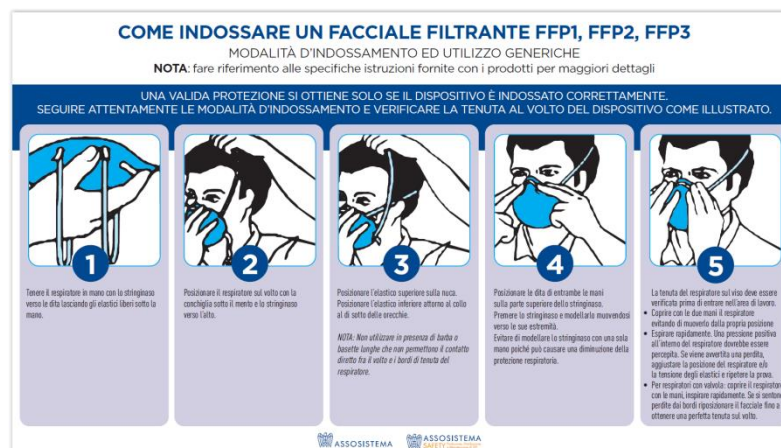 COME INDOSSARE UN FACCIALE FILTRANTE FFP1, FFP2, FFP3
MODALITÀ D'INDOSSAMENTO ED UTILIZZO GENERICHE
NOTA: fare riferimento alle specifiche istruzioni fornite con i prodotti per maggiori dettagli
UNA VALIDA PROTEZIONE SI OTTIENE SOLO SE IL DISPOSITIVO È INDOSSATO CORRETTAMENTE.
SEGUIRE ATTENTAMENTE LE MODALITÀ D'INDOSSAMENTO E VERIFICARE LA TENUTA AL VOLTO DEL DISPOSITIVO COME ILLUSTRATO.
1
Tenere il respiratore in mano con lo stringinaso
verso le dita lasciando gli elastici liberi sotto la
mano.
2
Posizionare il respiratore sul volto con la
conchiglia sotto il mento e lo stringinaso
verso l'alto.
3
Posizionare l'elastico superiore sulla nuca.
Posizionare l'elastico inferiore attorno al collo
al di sotto delle orecchie.
NOTA: Non utilizzare in presenza di barba o
basette lunghe che non permettono il contatto
diretto fra il volto e i bordi di tenuta del
respiratore.
4
Posizionare le dita di entrambe le mani
sulla parte superiore dello stringinaso.
Premere lo stringinaso e modellarlo muovendosi
verso le sue estremità.
Evitare di modellare lo stringinaso con una sola
mano poiché può causare una diminuzione della
protezione respiratoria.
5
La tenuta del respiratore sul viso deve essere
verificata prima di entrare nell'area di lavoro.
• Coprire con le due mani il respiratore
evitando di muoverlo dalla propria posizione
• Espirare rapidamente. Una pressione positiva
all'interno del respiratore dovrebbe essere
percepita. Se viene avvertita una perdita,
aggiustare la posizione del respiratore e/o
la tensione degli elastici e ripetere la prova.
• Per respiratori con valvola: coprire il respiratore
con le mani, inspirare rapidamente. Se si sentono
perdite dai bordi riposizionare il facciale fino a
ottenere una perfetta tenuta sul volto.
ASSOSISTEMA
ASSOSISTEMA
SAFETY